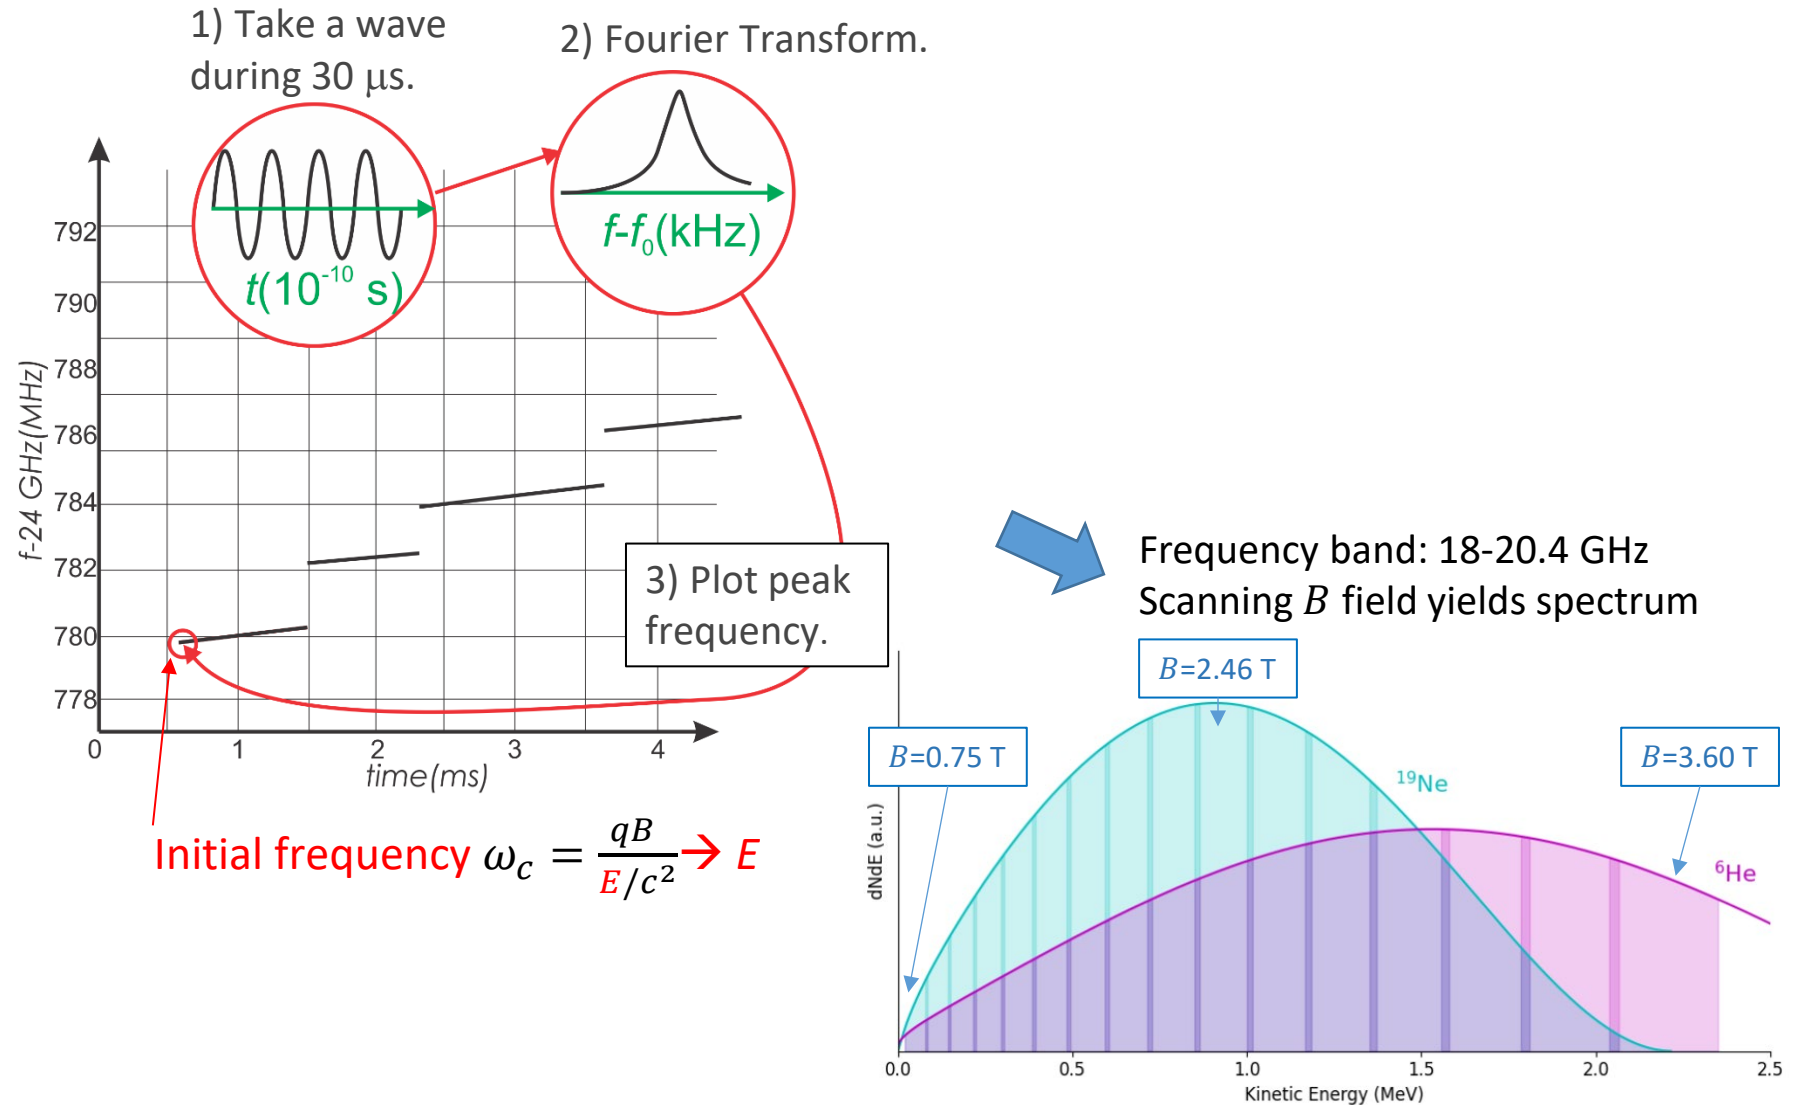 1) Take a wave
during 30 μs.
2) Fourier Transform.
t(10⁻¹⁰ s)
f-f₀(kHz)
f-24 GHz(MHz)
792
790
788
786
784
782
780
778
0 1 2 3 4
time(ms)
3) Plot peak
frequency.
Initial frequency ω_c = qB / (E/c²) → E
Frequency band: 18-20.4 GHz
Scanning B field yields spectrum
B=2.46 T
B=0.75 T
B=3.60 T
¹⁹Ne
⁶He
dNdE (a.u.)
0.0 0.5 1.0 1.5 2.0 2.5
Kinetic Energy (MeV)